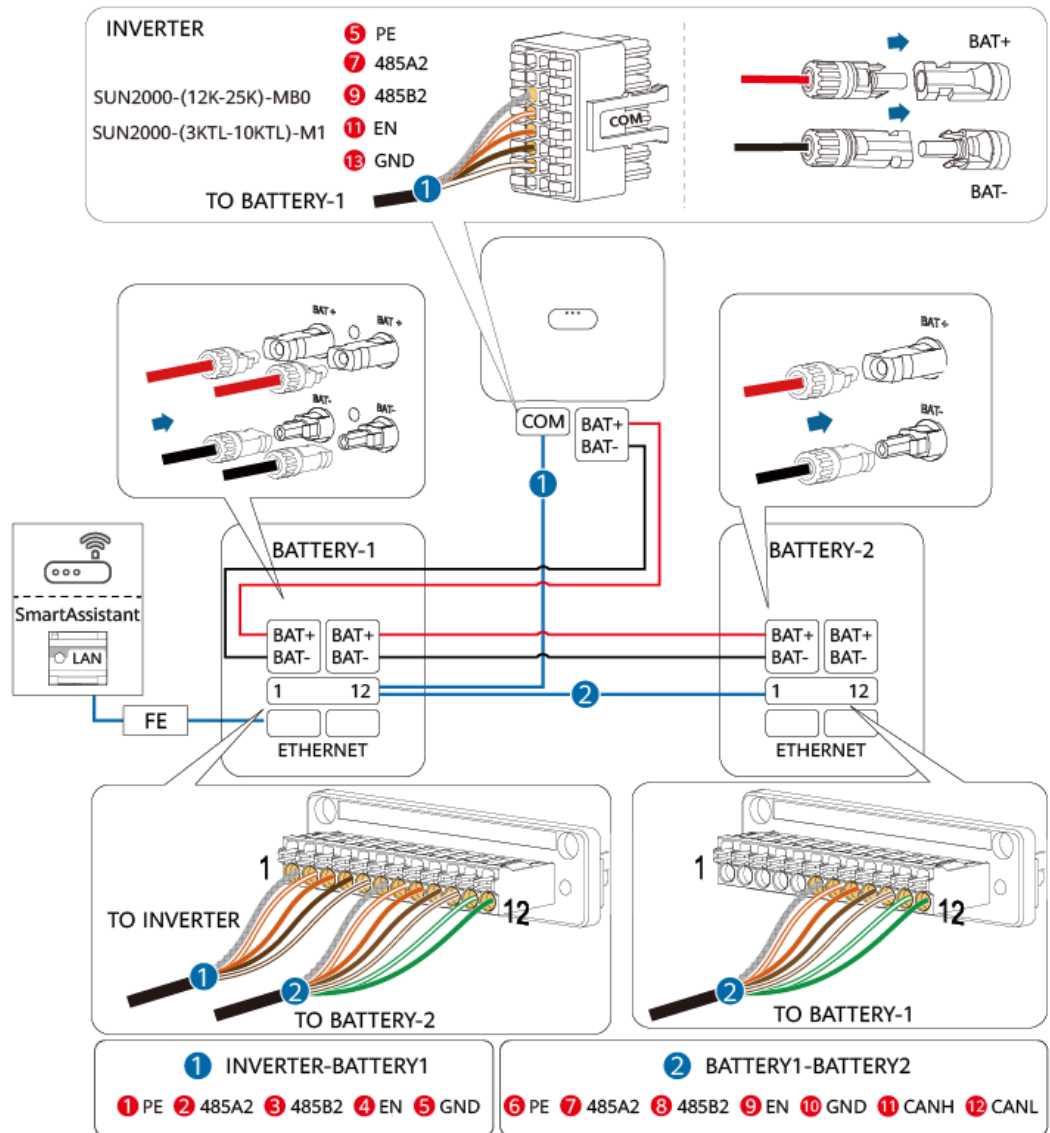 INVERTER
5 PE
7 485A2
SUN2000-(12K-25K)-MB0
9 485B2
SUN2000-(3KTL-10KTL)-M1
11 EN
13 GND
TO BATTERY-1
1
COM
BAT+
BAT-
BAT+
BAT+
BAT-
BAT-
BAT+
BAT-
COM
BAT+
BAT-
1
BATTERY-1
BATTERY-2
SmartAssistant
LAN
FE
BAT+ BAT+
BAT- BAT-
1 12
ETHERNET
2
BAT+ BAT+
BAT- BAT-
1 12
ETHERNET
1
12
TO INVERTER
1
2
TO BATTERY-2
1
12
2
TO BATTERY-1
1 INVERTER-BATTERY1
1 PE 2 485A2 3 485B2 4 EN 5 GND
2 BATTERY1-BATTERY2
6 PE 7 485A2 8 485B2 9 EN 10 GND 11 CANH 12 CANL